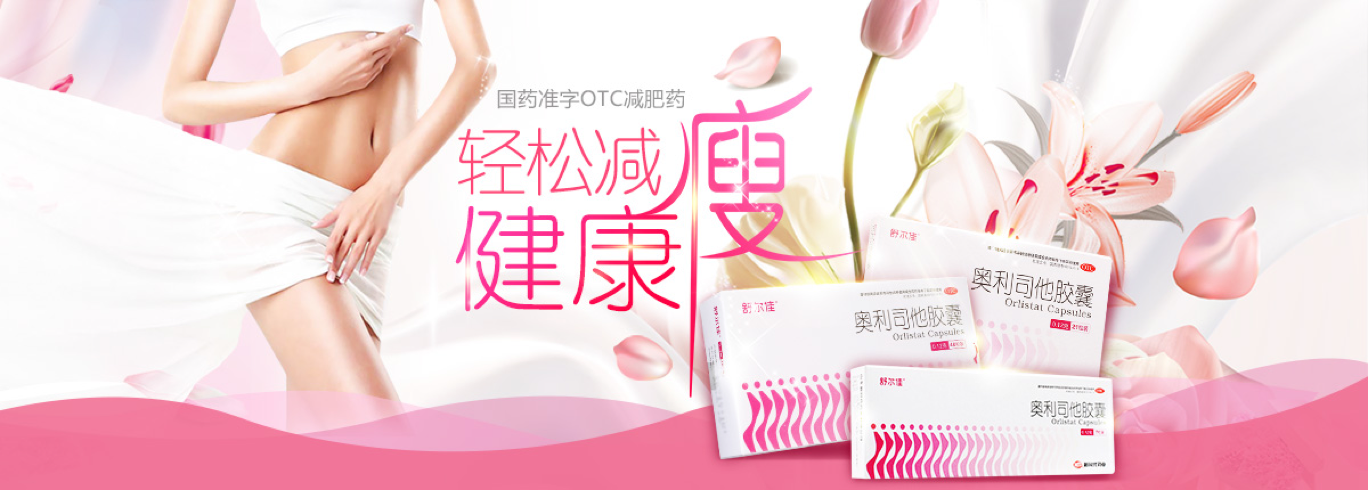 国药准字OTC减肥药
轻松减
健康瘦
舒尔佳
OTC
奥利司他胶囊
Orlistat Capsules
舒尔佳
奥利司他胶囊
Orlistat Capsules
舒尔佳
奥利司他胶囊
Orlistat Capsules